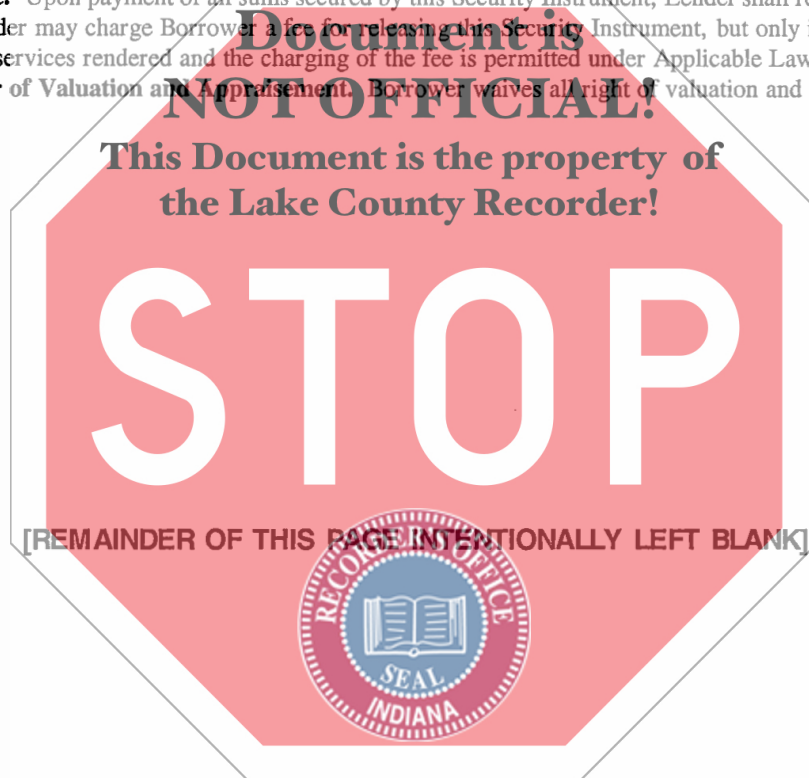 Upon payment of all sums secured by this Security Instrument, Lender shall
der may charge Borrower a fee for releasing this Security Instrument, but only
Document is
services rendered and the charging of the fee is permitted under Applicable Law
of Valuation and Appraisement. Borrower waives all right of valuation and
NOT OFFICIAL!
This Document is the property of
the Lake County Recorder!
STOP
[REMAINDER OF THIS PAGE INTENTIONALLY LEFT BLANK]
RECORDER'S OFFICE
SEAL
INDIANA